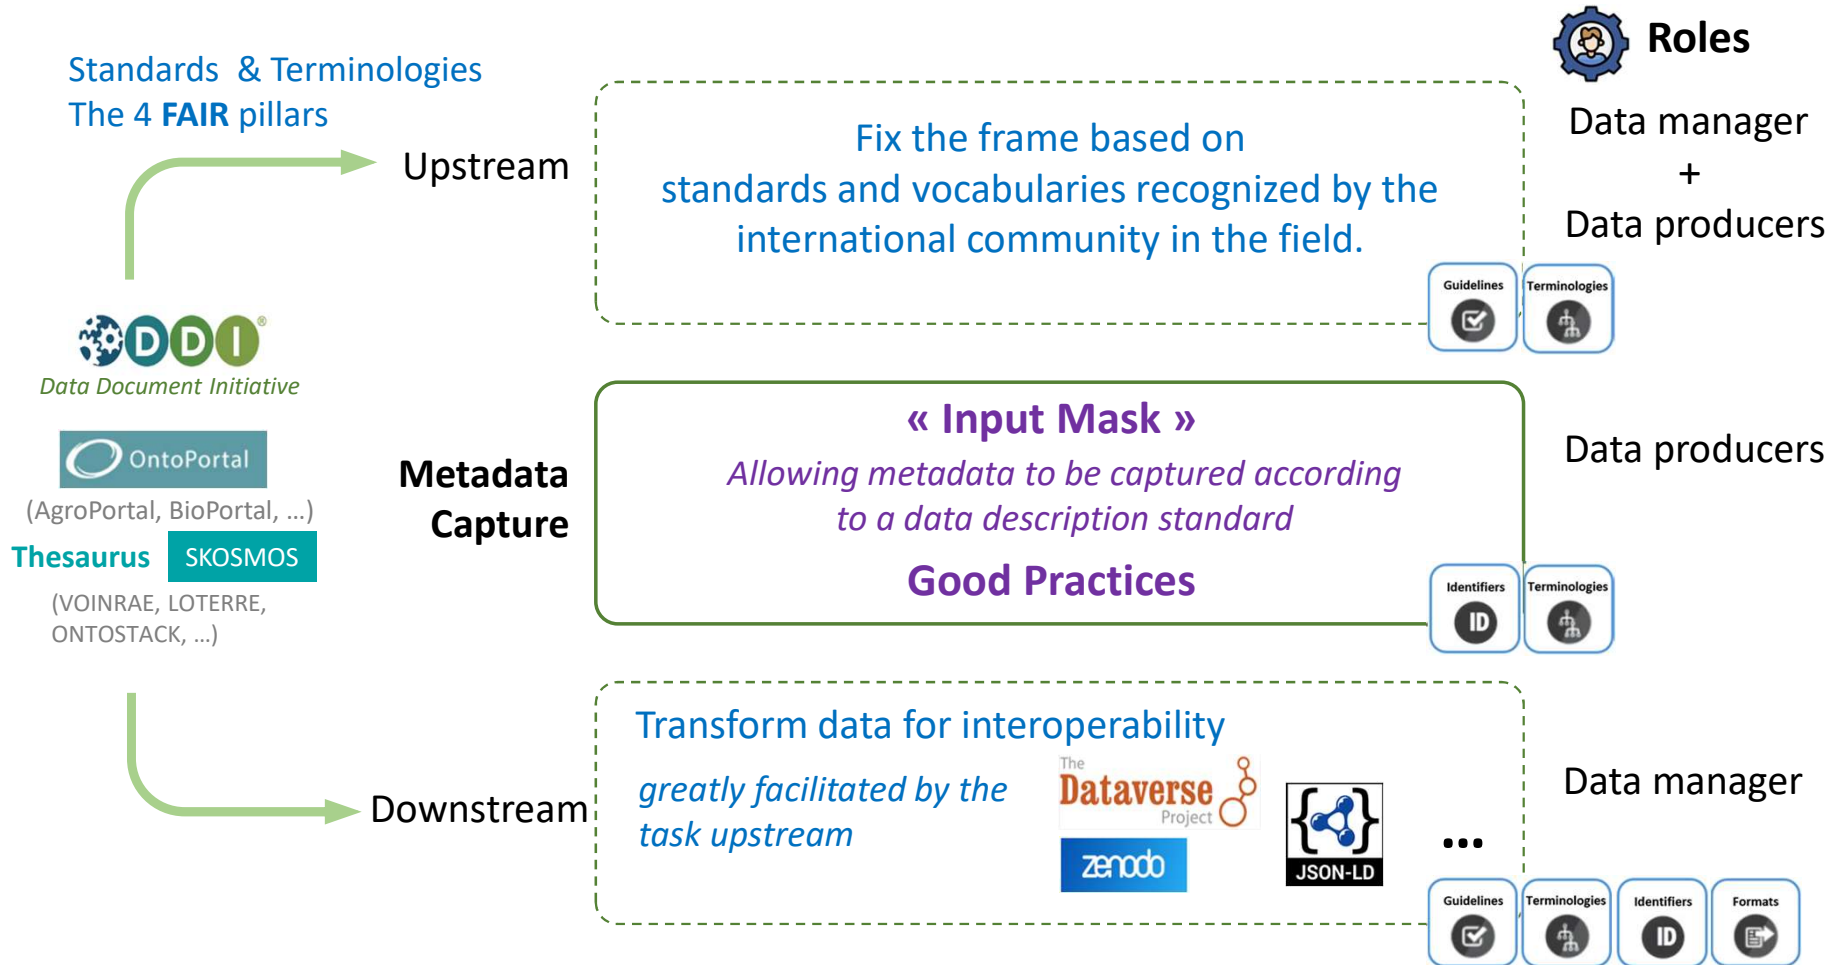 Roles
Standards & Terminologies
The 4 FAIR pillars
Upstream
Fix the frame based on
standards and vocabularies recognized by the
international community in the field.
Data manager
+
Data producers
Guidelines
Terminologies
DDI®
Data Document Initiative
OntoPortal
(AgroPortal, BioPortal, ...)
Thesaurus SKOSMOS
(VOINRAE, LOTERRE,
ONTOSTACK, ...)
Metadata
Capture
« Input Mask »
Allowing metadata to be captured according
to a data description standard
Good Practices
Data producers
Identifiers
ID
Terminologies
Downstream
Transform data for interoperability
greatly facilitated by the
task upstream
The
Dataverse
Project
zenodo
JSON-LD
...
Data manager
Guidelines
Terminologies
Identifiers
ID
Formats